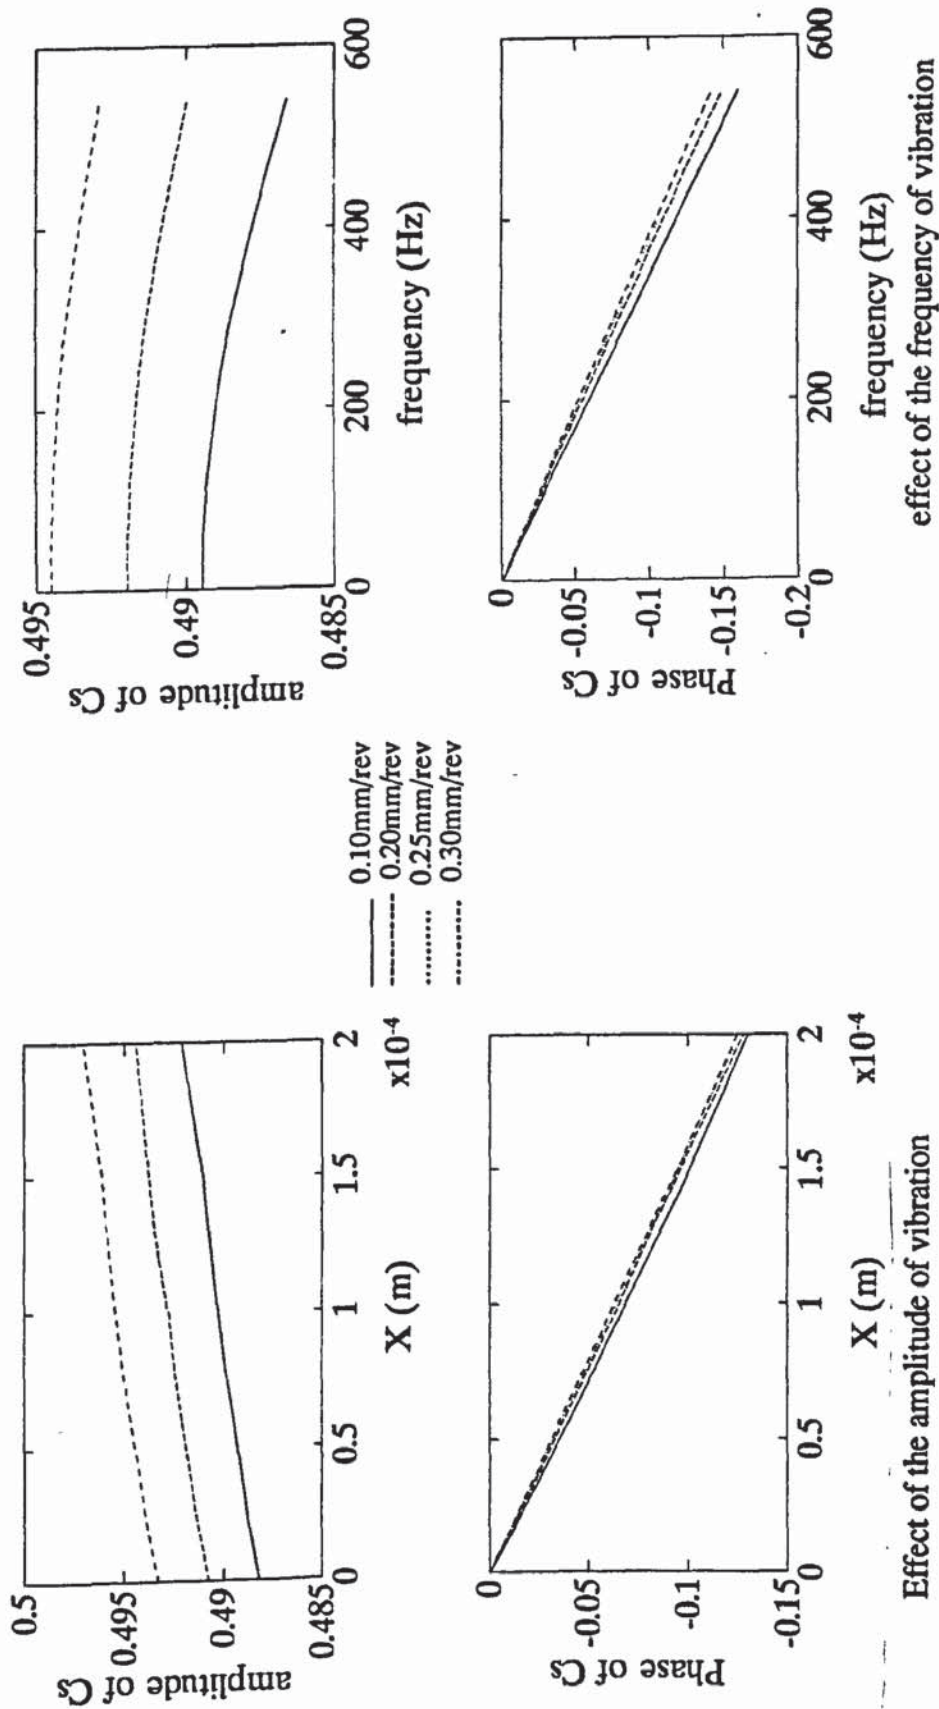 0.5
0.495
0.49
0.485
amplitude of Cs
0
0.5
1
1.5
2
X (m)
x10-4
0.10mm/rev
0.20mm/rev
0.25mm/rev
0.30mm/rev
0.495
0.49
0.485
amplitude of Cs
0
200
400
600
frequency (Hz)
0
-0.05
-0.1
-0.15
Phase of Cs
0
0.5
1
1.5
2
X (m)
x10-4
Effect of the amplitude of vibration
0
-0.05
-0.1
-0.15
-0.2
Phase of Cs
0
200
400
600
frequency (Hz)
effect of the frequency of vibration